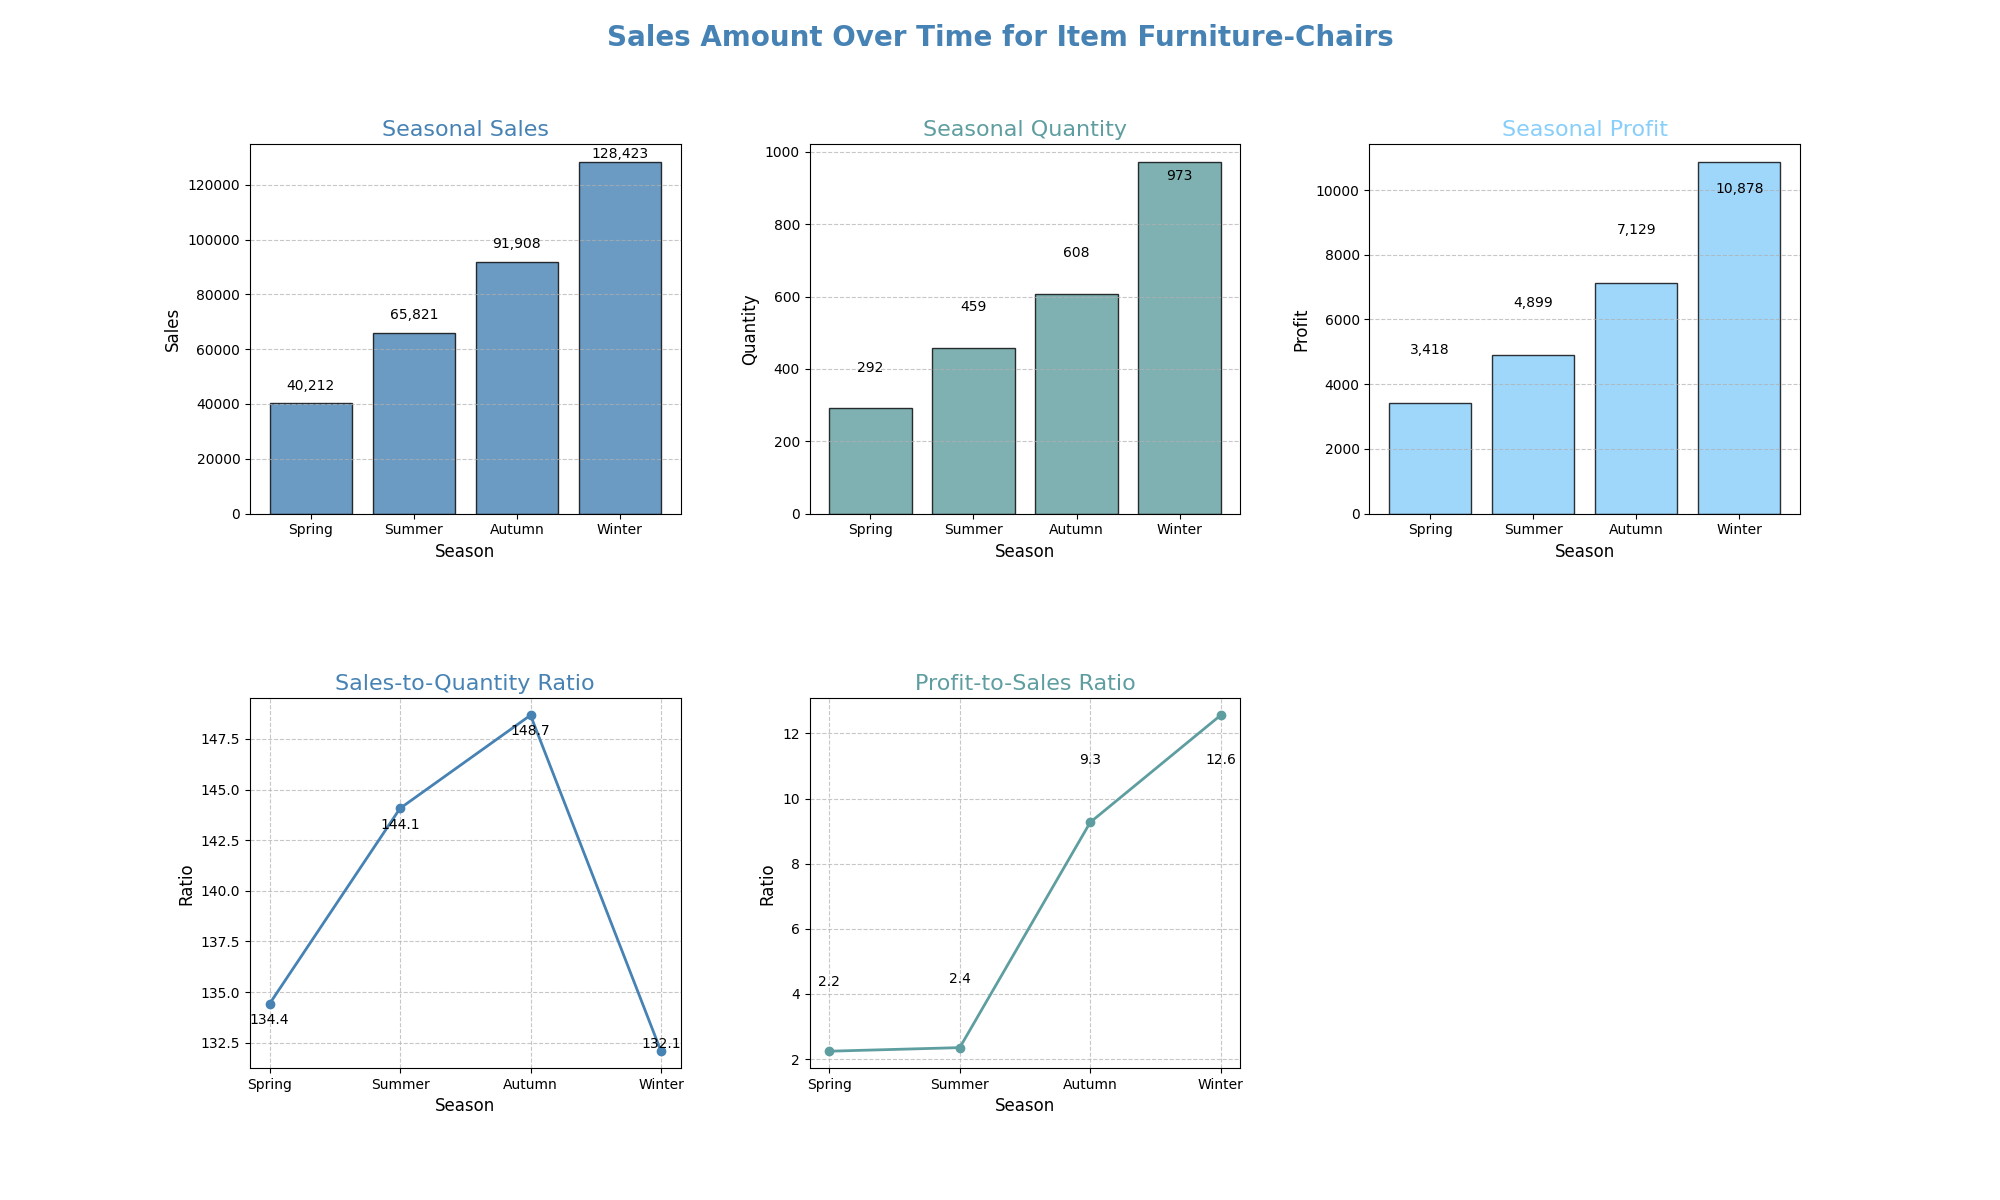 Sales Amount Over Time for Item Furniture-Chairs
Seasonal Sales
Sales
120000
100000
80000
60000
40000
20000
0
40,212
65,821
91,908
128,423
Spring Summer Autumn Winter
Season
Seasonal Quantity
Quantity
1000
800
600
400
200
0
292
459
608
973
Spring Summer Autumn Winter
Season
Seasonal Profit
Profit
10000
8000
6000
4000
2000
0
3,418
4,899
7,129
10,878
Spring Summer Autumn Winter
Season
Sales-to-Quantity Ratio
Ratio
147.5
145.0
142.5
140.0
137.5
135.0
132.5
134.4
144.1
148.7
132.1
Spring Summer Autumn Winter
Season
Profit-to-Sales Ratio
Ratio
12
10
8
6
4
2
2.2
2.4
9.3
12.6
Spring Summer Autumn Winter
Season